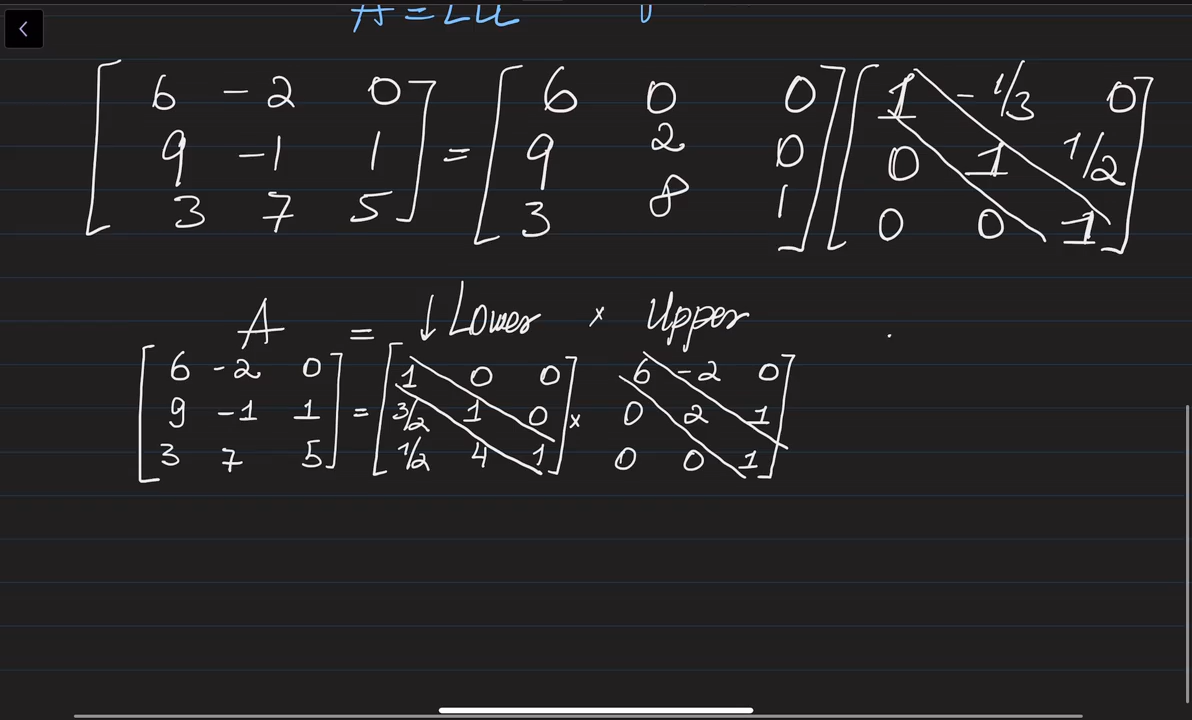 A = LU
6 -2 0 = 6 0 0 1 -1/3 0
9 -1 1 9 2 0 0 1 1/2
3 7 5 3 8 1 0 0 1
A = ↓ Lower × Upper
6 -2 0 1 0 0 6 -2 0
9 -1 1 = 3/2 1 0 × 0 2 1
3 7 5 1/2 4 1 0 0 1